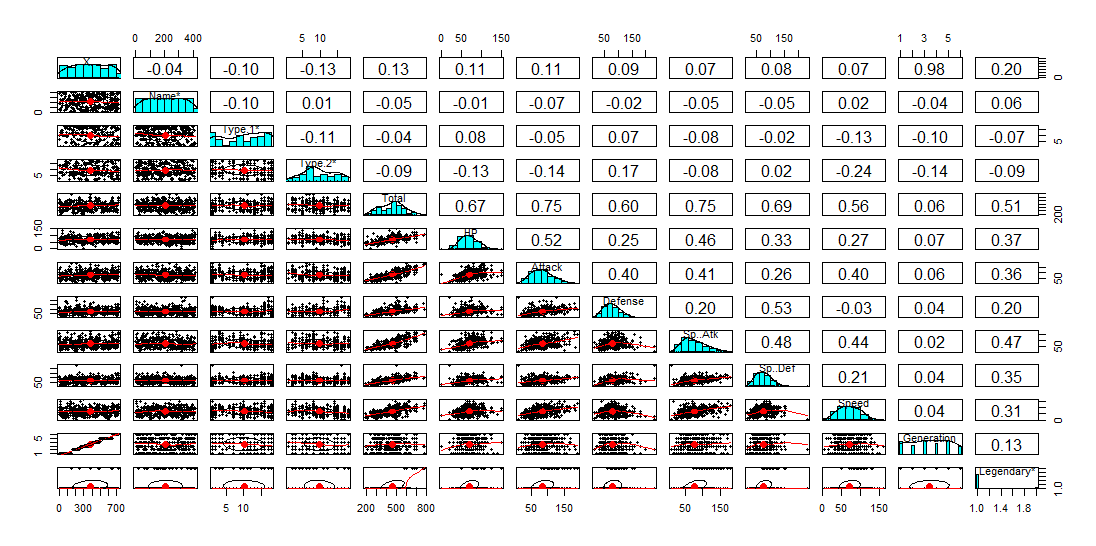 0 200 400 5 10 0 50 150 50 150 50 150 1 3 5
X -0.04 -0.10 -0.13 0.13 0.11 0.11 0.09 0.07 0.08 0.07 0.98 0.20 0
0 Name* -0.10 0.01 -0.05 -0.01 -0.07 -0.02 -0.05 -0.05 0.02 -0.04 0.06
Type.1* -0.11 -0.04 0.08 -0.05 0.07 -0.08 -0.02 -0.13 -0.10 -0.07 5
5 Type.2* -0.09 -0.13 -0.14 0.17 -0.08 0.02 -0.24 -0.14 -0.09
Total 0.67 0.75 0.60 0.75 0.69 0.56 0.06 0.51 200
0 150 HP 0.52 0.25 0.46 0.33 0.27 0.07 0.37
Attack 0.40 0.41 0.26 0.40 0.06 0.36 50
50 Defense 0.20 0.53 -0.03 0.04 0.20
Sp..Atk 0.48 0.44 0.02 0.47 50
50 Sp..Def 0.21 0.04 0.35
Speed 0.04 0.31 0
1 5 Generation 0.13
Legendary* 1.0
0 300 700 5 10 200 500 800 50 150 50 150 0 50 150 1.0 1.4 1.8